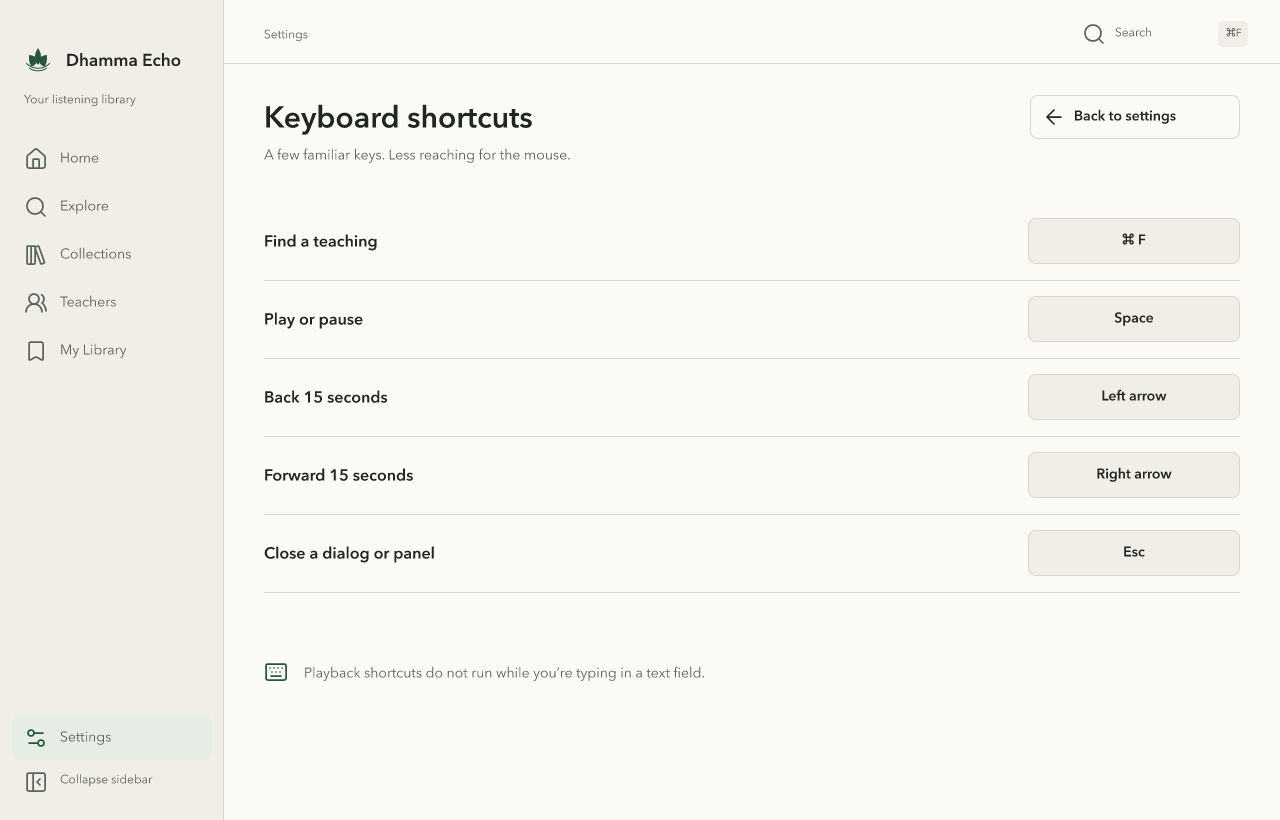 Dhamma Echo
Your listening library
Home
Explore
Collections
Teachers
My Library
Settings
Collapse sidebar
Settings
Search
⌘F
Keyboard shortcuts
A few familiar keys. Less reaching for the mouse.
Back to settings
Find a teaching
⌘ F
Play or pause
Space
Back 15 seconds
Left arrow
Forward 15 seconds
Right arrow
Close a dialog or panel
Esc
Playback shortcuts do not run while you’re typing in a text field.